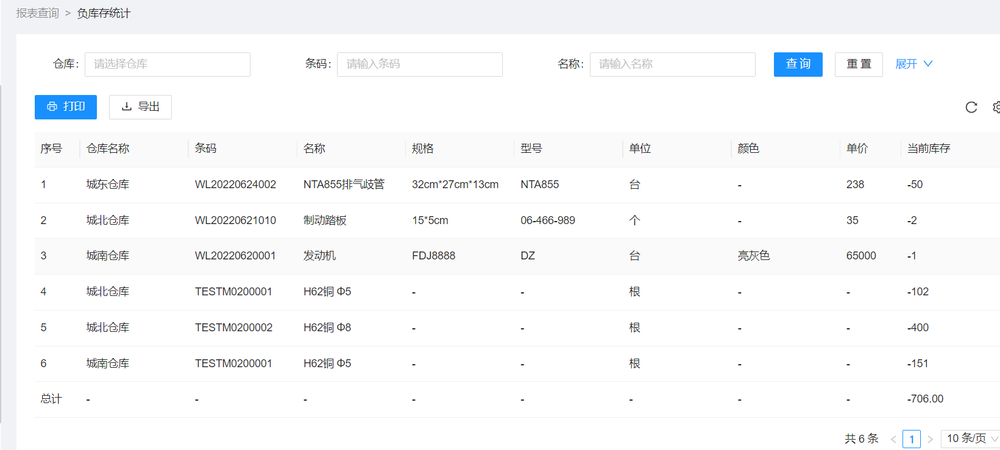 报表查询 > 负库存统计
仓库: 请选择仓库 条码: 请输入条码 名称: 请输入名称 查 询 重 置 展开
打印 导出
序号 仓库名称 条码 名称 规格 型号 单位 颜色 单价 当前库存
1 城东仓库 WL20220624002 NTA855排气歧管 32cm*27cm*13cm NTA855 台 - 238 -50
2 城北仓库 WL20220621010 制动踏板 15*5cm 06-466-989 个 - 35 -2
3 城南仓库 WL20220620001 发动机 FDJ8888 DZ 台 亮灰色 65000 -1
4 城北仓库 TESTM0200001 H62铜 Φ5 - - 根 - - -102
5 城北仓库 TESTM0200002 H62铜 Φ8 - - 根 - - -400
6 城南仓库 TESTM0200001 H62铜 Φ5 - - 根 - - -151
总计 - - - - - - - - -706.00
共 6 条 < 1 > 10 条/页